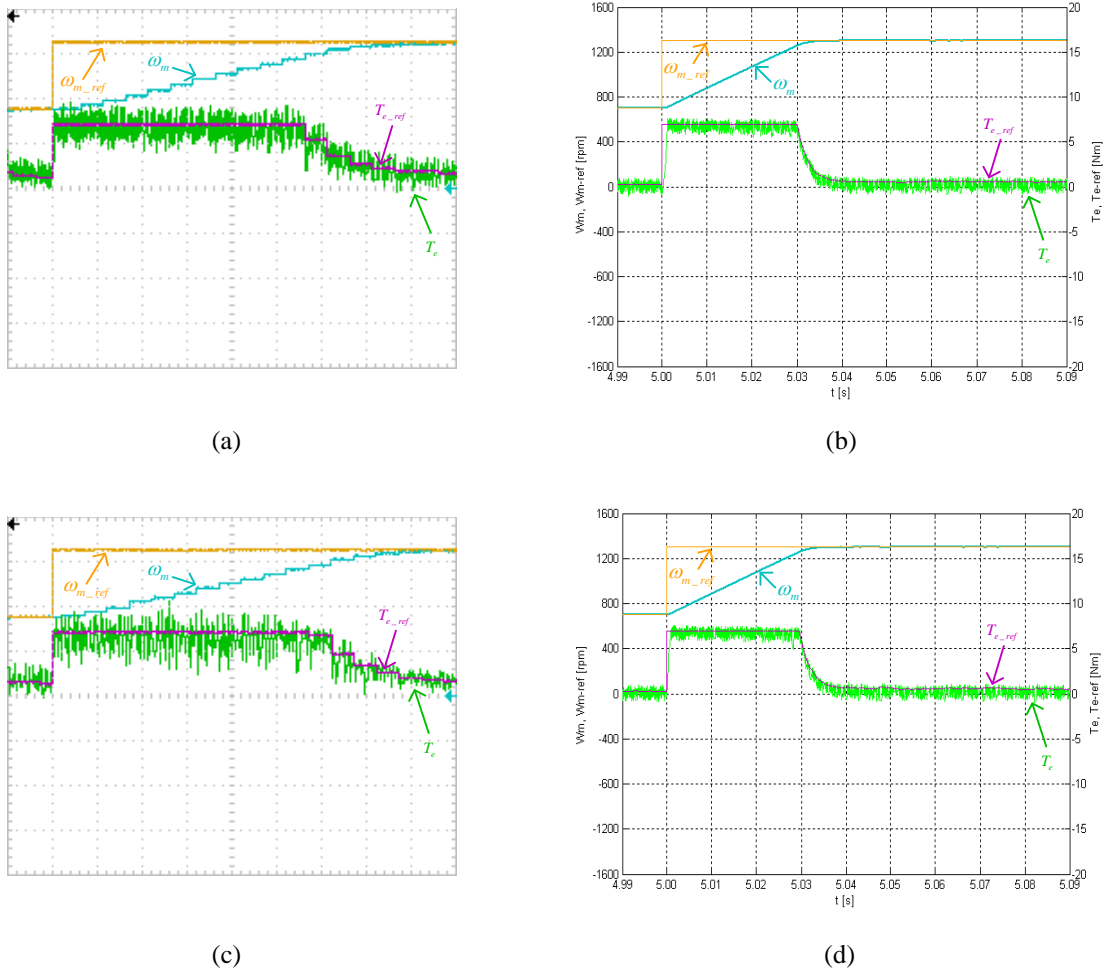 ω_m
ω_m_ref
T_e_ref
T_e
(a)
1600
1200
800
400
0
-400
-600
-1200
-1600
Wm, Wm-ref [rpm]
20
15
10
5
0
-5
-10
-15
-20
Te, Te-ref [Nm]
ω_m_ref
ω_m
T_e_ref
T_e
4.99 5.00 5.01 5.02 5.03 5.04 5.05 5.06 5.07 5.08 5.09
t [s]
(b)
ω_m
ω_m_ref
T_e_ref
T_e
(c)
1600
1200
800
400
0
-400
-800
-1200
-1600
Wm, Wm-ref [rpm]
20
15
10
5
0
-5
-10
-15
-20
Te, Te-ref [Nm]
ω_m_ref
ω_m
T_e_ref
T_e
4.99 5.00 5.01 5.02 5.03 5.04 5.05 5.06 5.07 5.08 5.09
t [s]
(d)